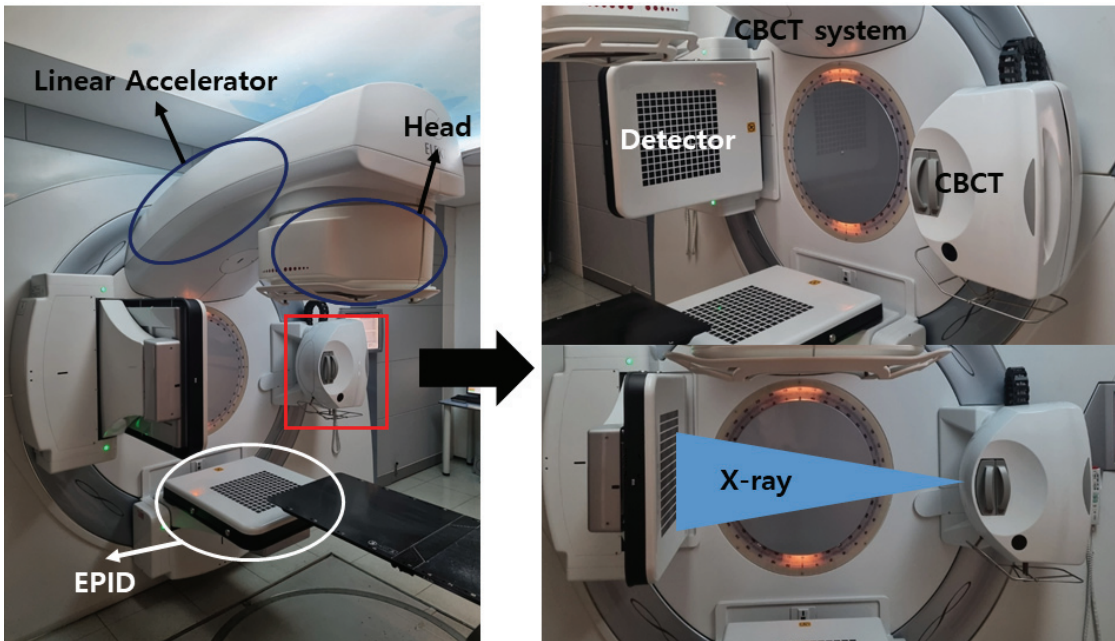 Linear Accelerator
Head
EPID
CBCT system
Detector
CBCT
X-ray